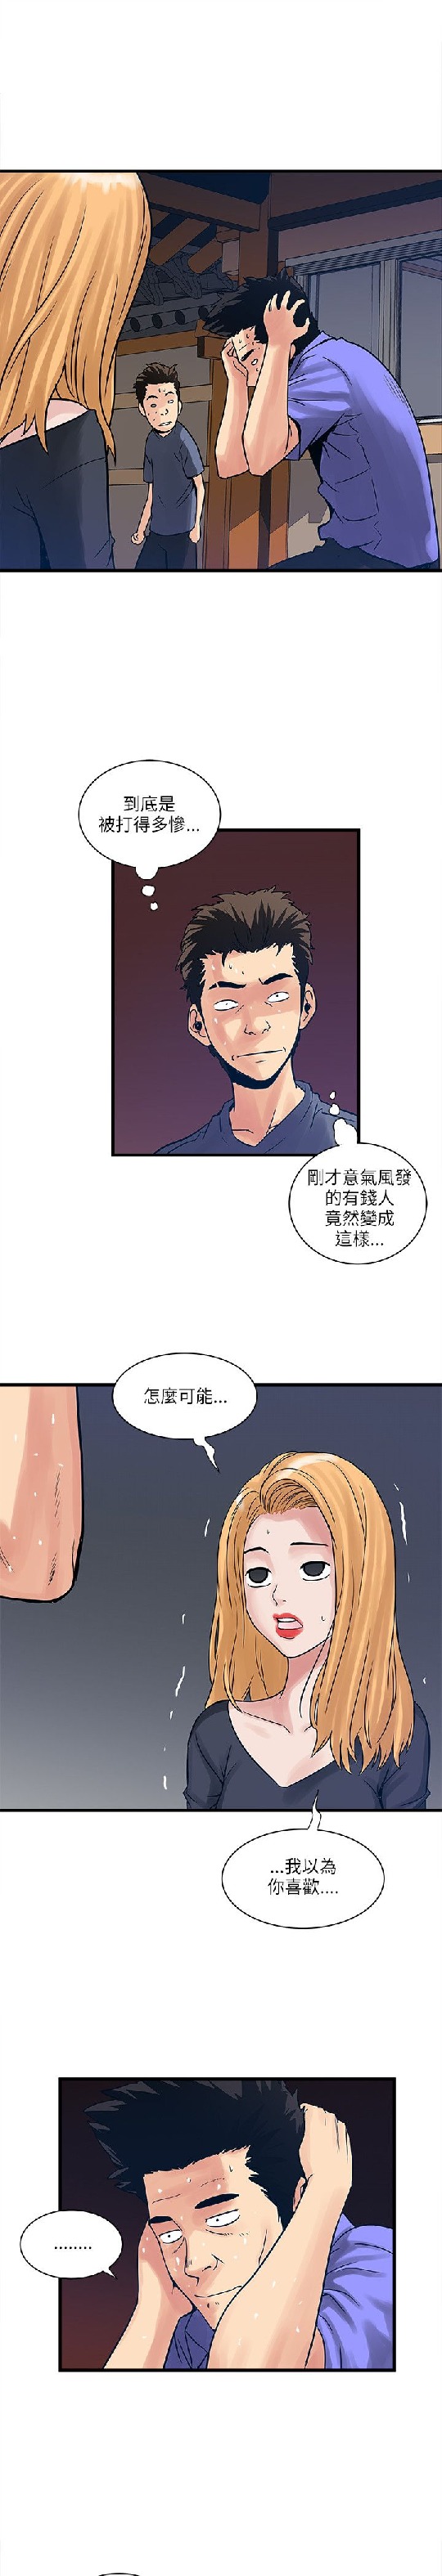 到底是
被打得多慘...
剛才意氣風發
的有錢人
竟然變成
這樣...
怎麼可能...
...我以為
你喜歡....
........